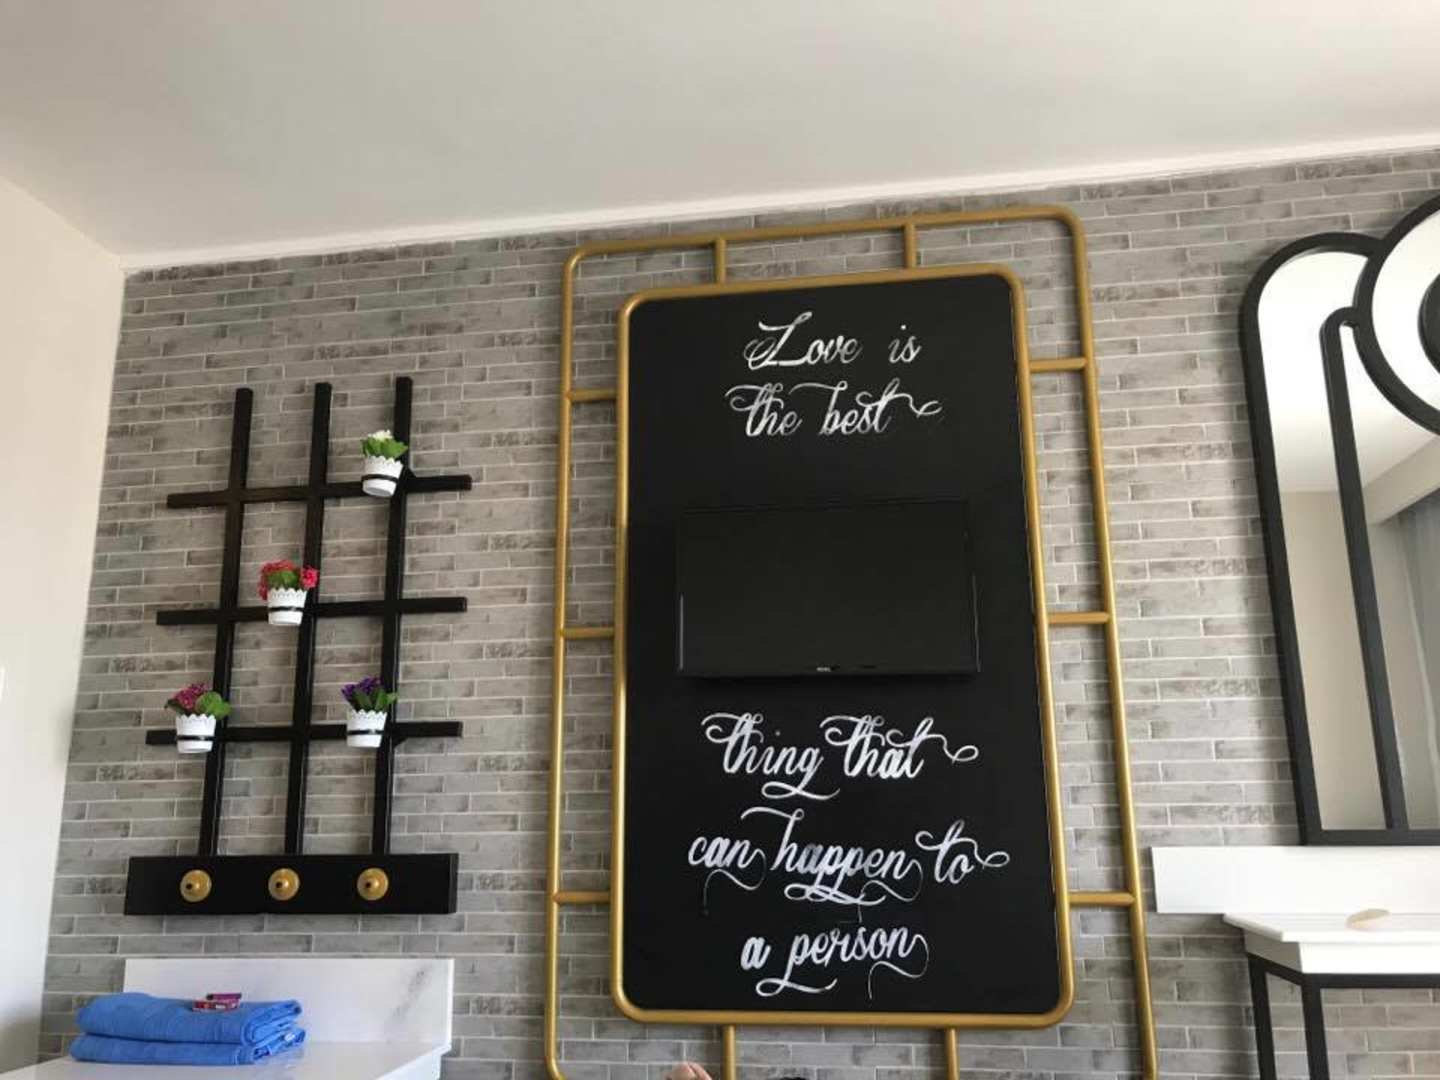 Love is
the best
thing that
can happen to
a person